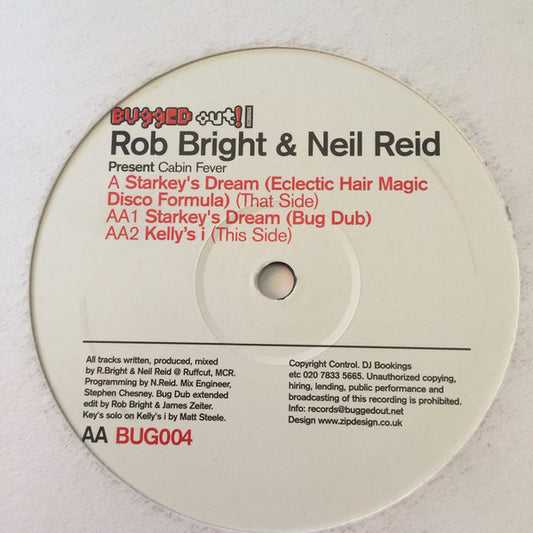 BUGGED out!
Rob Bright & Neil Reid
Present Cabin Fever
A Starkey's Dream (Eclectic Hair Magic
Disco Formula) (That Side)
AA1 Starkey's Dream (Bug Dub)
AA2 Kelly's i (This Side)
All tracks written, produced, mixed
by R.Bright & Neil Reid @ Ruffcut, MCR.
Programming by N.Reid. Mix Engineer,
Stephen Chesney. Bug Dub extended
edit by Rob Bright & James Zeiter.
Key's solo on Kelly's i by Matt Steele.
Copyright Control. DJ Bookings
etc 020 7833 5665. Unauthorized copying,
hiring, lending, public performance and
broadcasting of this recording is prohibited.
Info: records@buggedout.net
Design www.zipdesign.co.uk
AA BUG004